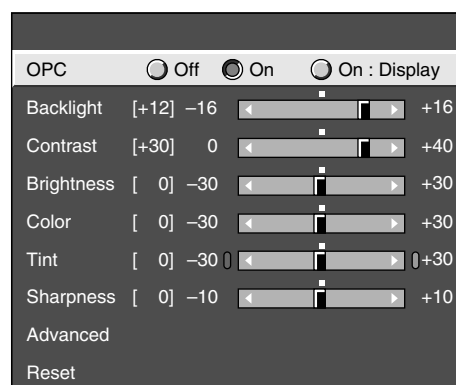 OPC Off On On : Display
Backlight [+12] –16 +16
Contrast [+30] 0 +40
Brightness [ 0] –30 +30
Color [ 0] –30 +30
Tint [ 0] –30 +30
Sharpness [ 0] –10 +10
Advanced
Reset